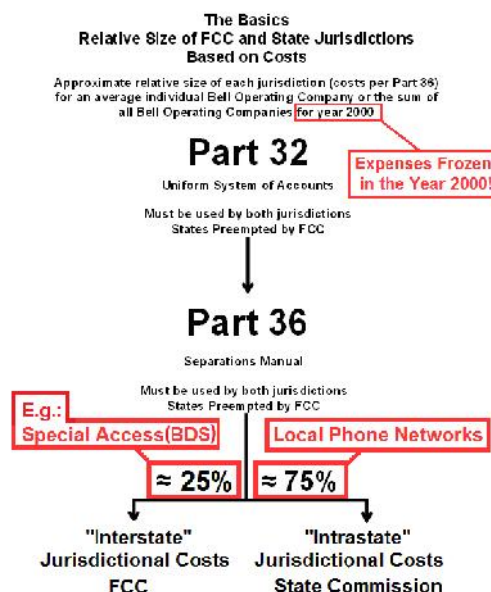 The Basics
Relative Size of FCC and State Jurisdictions
Based on Costs
Approximate relative size of each jurisdiction (costs per Part 36)
for an average individual Bell Operating Company or the sum of
all Bell Operating Companies for year 2000
Part 32
Expenses Frozen
in the Year 2000!
Uniform System of Accounts
Must be used by both jurisdictions
States Preempted by FCC
Part 36
Separations Manual
Must be used by both jurisdictions
States Preempted by FCC
E.g.:
Special Access(BDS)
Local Phone Networks
≈ 25%
≈ 75%
"Interstate"
Jurisdictional Costs
FCC
"Intrastate"
Jurisdictional Costs
State Commission